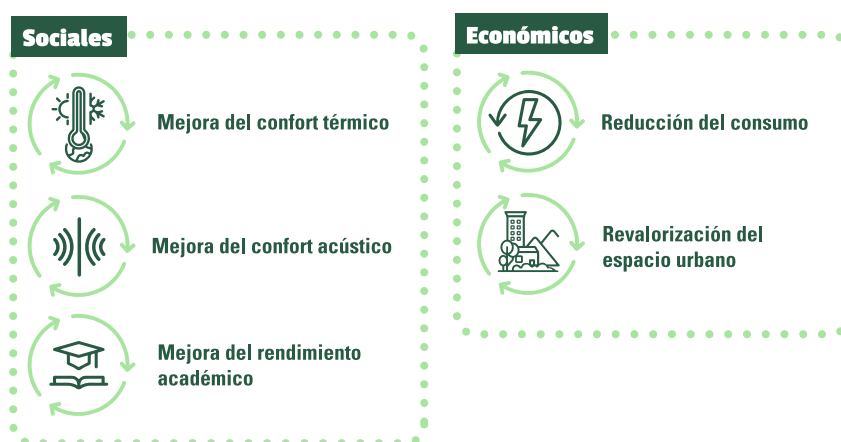 Sociales
Mejora del confort térmico
Mejora del confort acústico
Mejora del rendimiento
académico
Económicos
Reducción del consumo
Revalorización del
espacio urbano